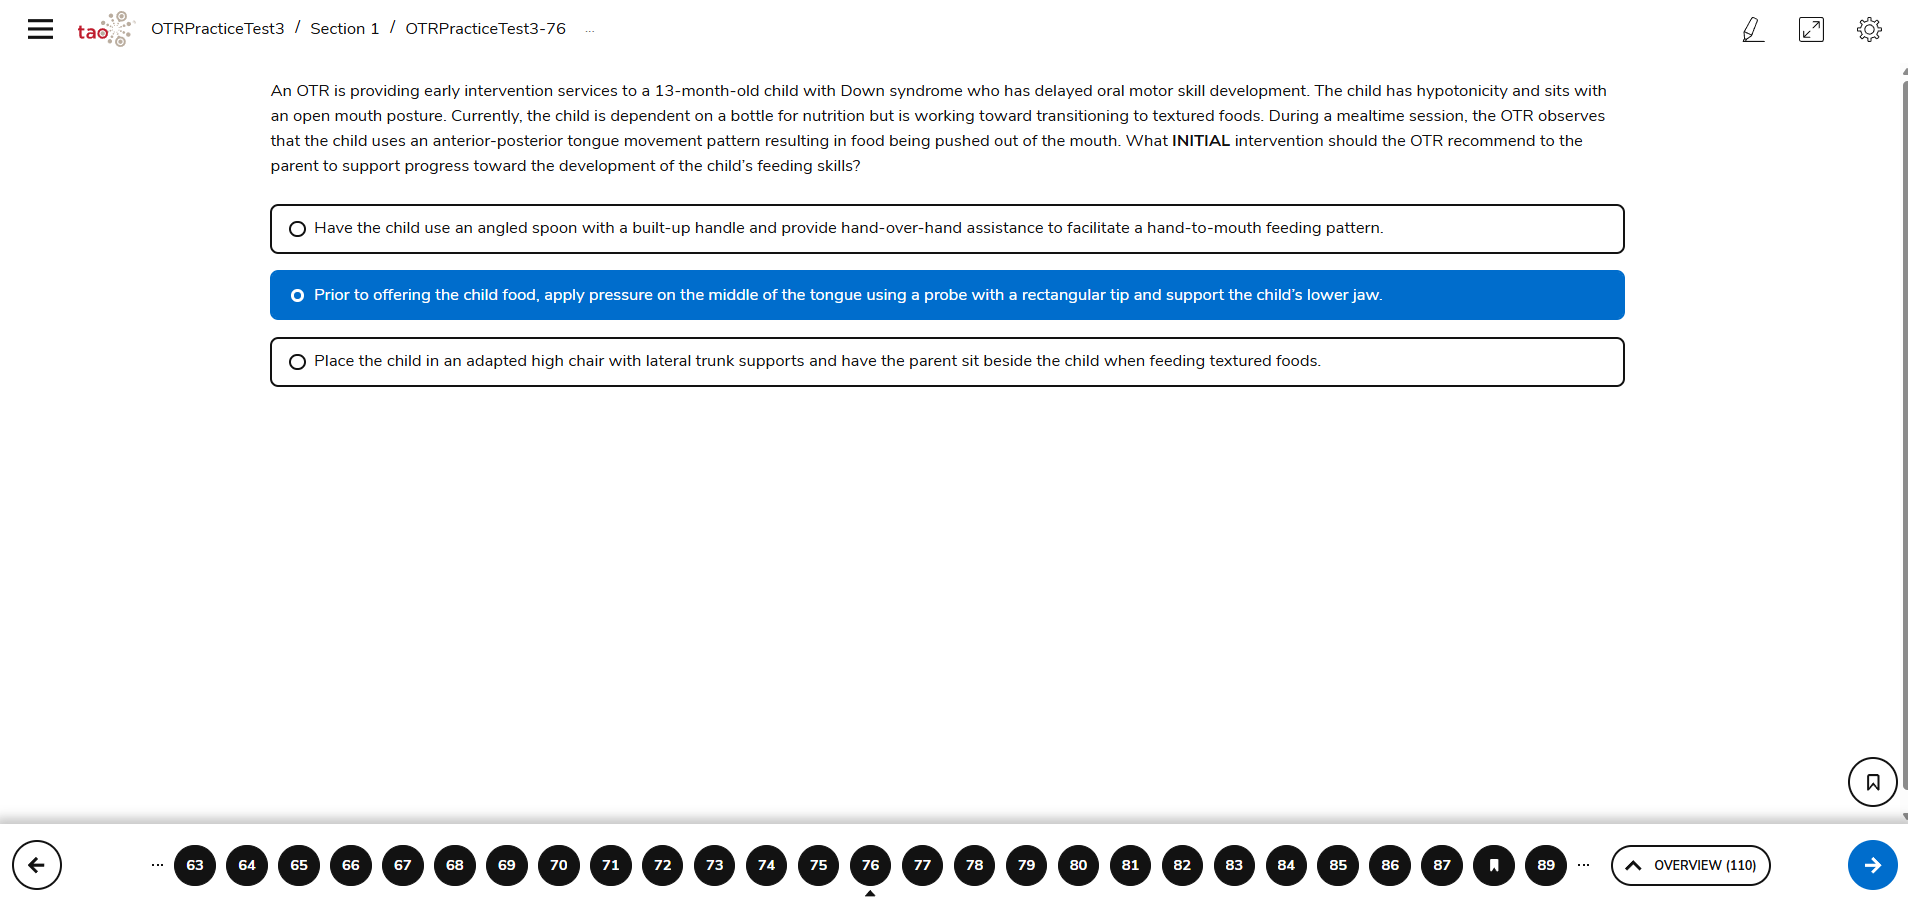 tao
OTRPracticeTest3 / Section 1 / OTRPracticeTest3-76 ...
An OTR is providing early intervention services to a 13-month-old child with Down syndrome who has delayed oral motor skill development. The child has hypotonicity and sits with
an open mouth posture. Currently, the child is dependent on a bottle for nutrition but is working toward transitioning to textured foods. During a mealtime session, the OTR observes
that the child uses an anterior-posterior tongue movement pattern resulting in food being pushed out of the mouth. What INITIAL intervention should the OTR recommend to the
parent to support progress toward the development of the child’s feeding skills?
Have the child use an angled spoon with a built-up handle and provide hand-over-hand assistance to facilitate a hand-to-mouth feeding pattern.
Prior to offering the child food, apply pressure on the middle of the tongue using a probe with a rectangular tip and support the child’s lower jaw.
Place the child in an adapted high chair with lateral trunk supports and have the parent sit beside the child when feeding textured foods.
... 63 64 65 66 67 68 69 70 71 72 73 74 75 76 77 78 79 80 81 82 83 84 85 86 87 89 ... OVERVIEW (110)